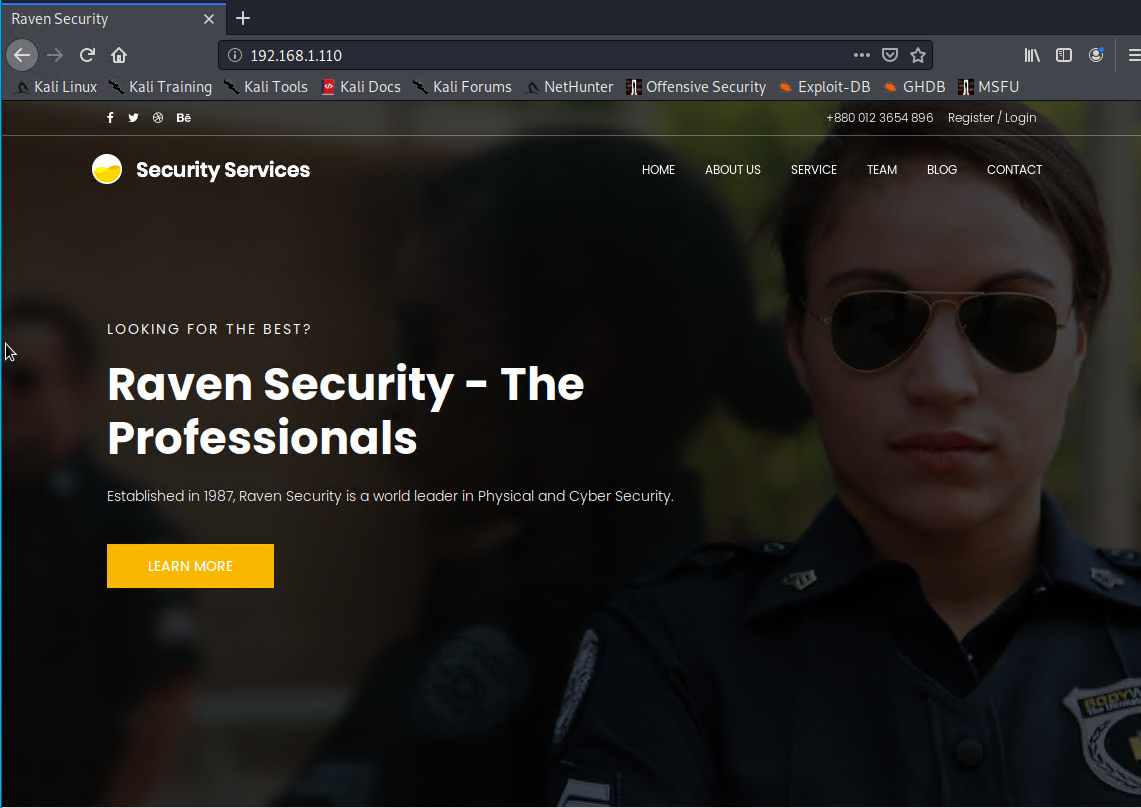 Raven Security
192.168.1.110
Kali Linux Kali Training Kali Tools Kali Docs Kali Forums NetHunter Offensive Security Exploit-DB GHDB MSFU
+880 012 3654 896 Register / Login
Security Services HOME ABOUT US SERVICE TEAM BLOG CONTACT
LOOKING FOR THE BEST?
Raven Security - The
Professionals
Established in 1987, Raven Security is a world leader in Physical and Cyber Security.
LEARN MORE